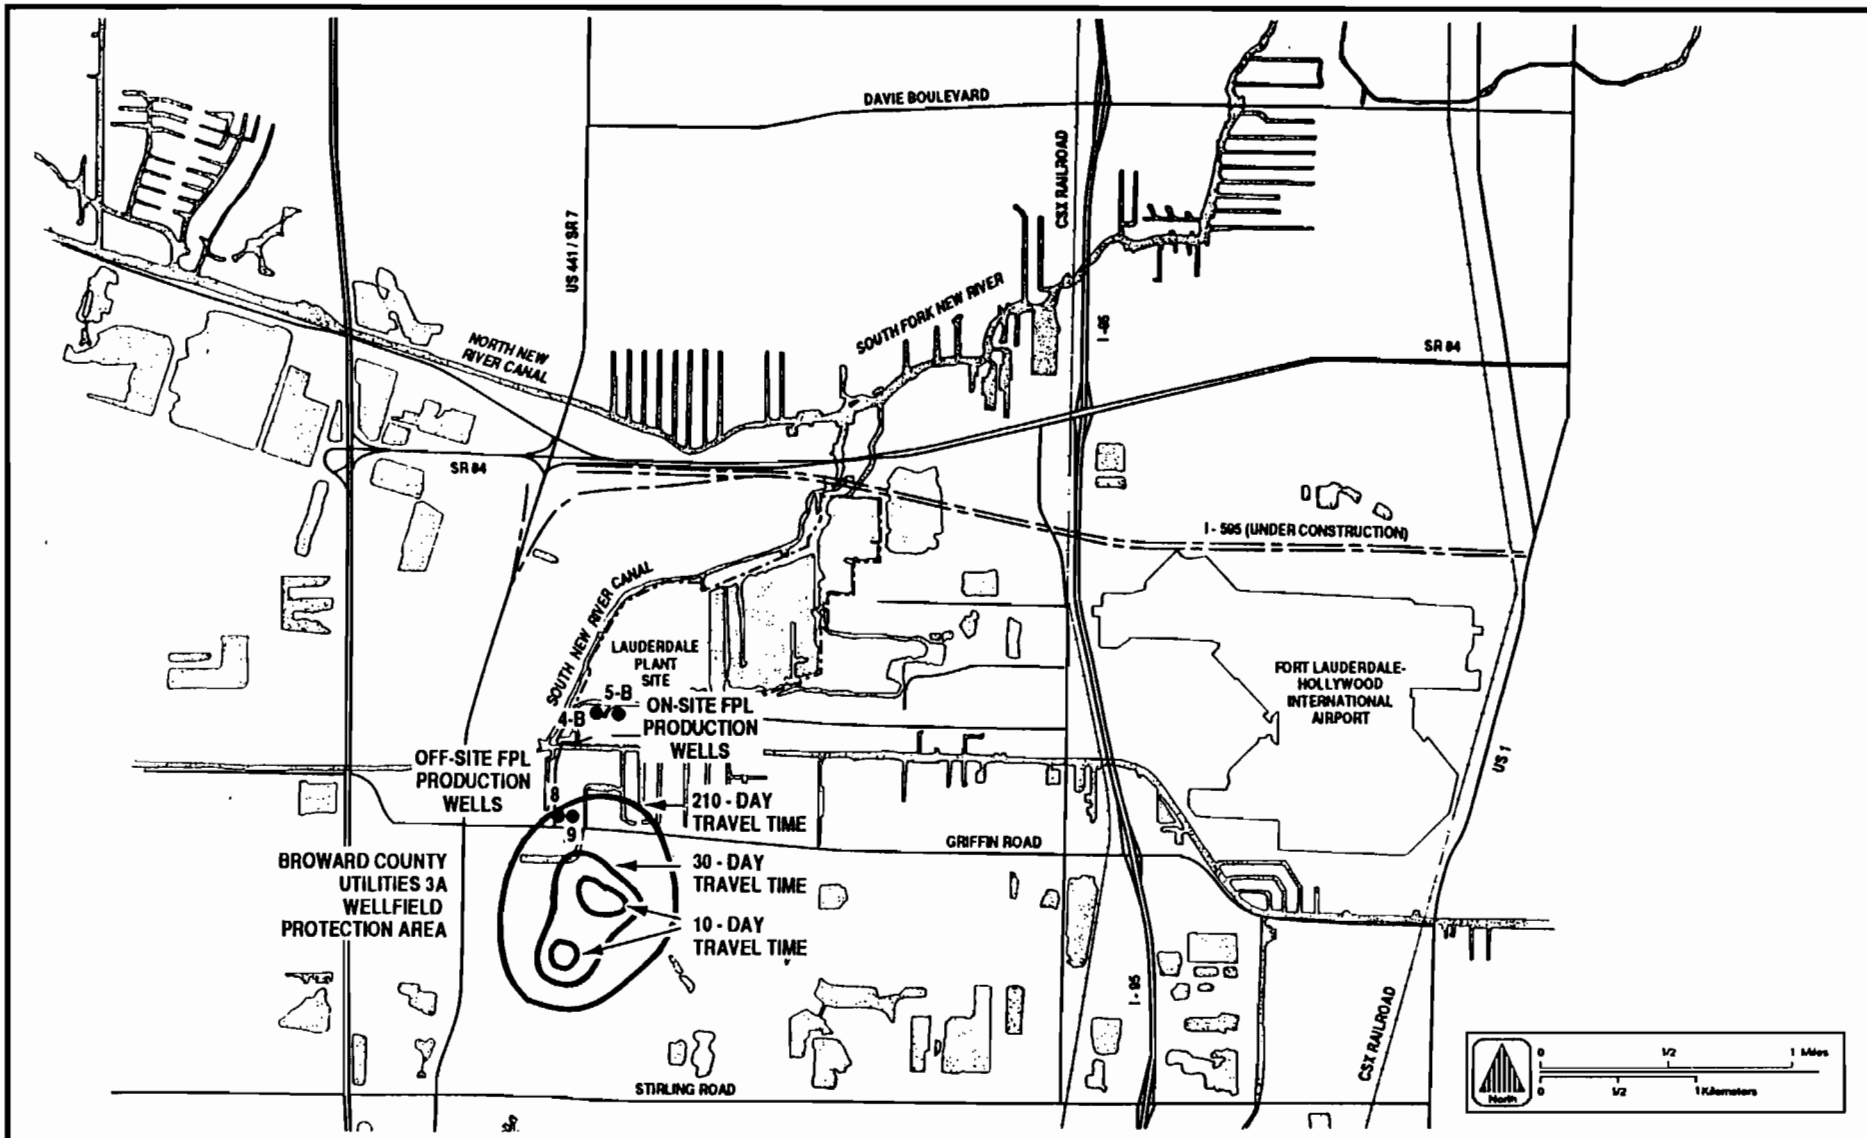 DAVIE BOULEVARD
CSX RAILROAD
US 441 / SR 7
SOUTH FORK NEW RIVER
NORTH NEW
RIVER CANAL
I-95
SR 84
SR 84
I - 595 (UNDER CONSTRUCTION)
SOUTH NEW RIVER CANAL
LAUDERDALE
PLANT
SITE
FORT LAUDERDALE-
HOLLYWOOD
INTERNATIONAL
AIRPORT
5-B
4-B
ON-SITE FPL
PRODUCTION
WELLS
US 1
OFF-SITE FPL
PRODUCTION
WELLS
8
9
210 - DAY
TRAVEL TIME
GRIFFIN ROAD
BROWARD COUNTY
UTILITIES 3A
WELLFIELD
PROTECTION AREA
30 - DAY
TRAVEL TIME
10 - DAY
TRAVEL TIME
I - 95
CSX RAILROAD
STIRLING ROAD
North
0 1/2 1 Miles
0 1/2 1 Kilometers